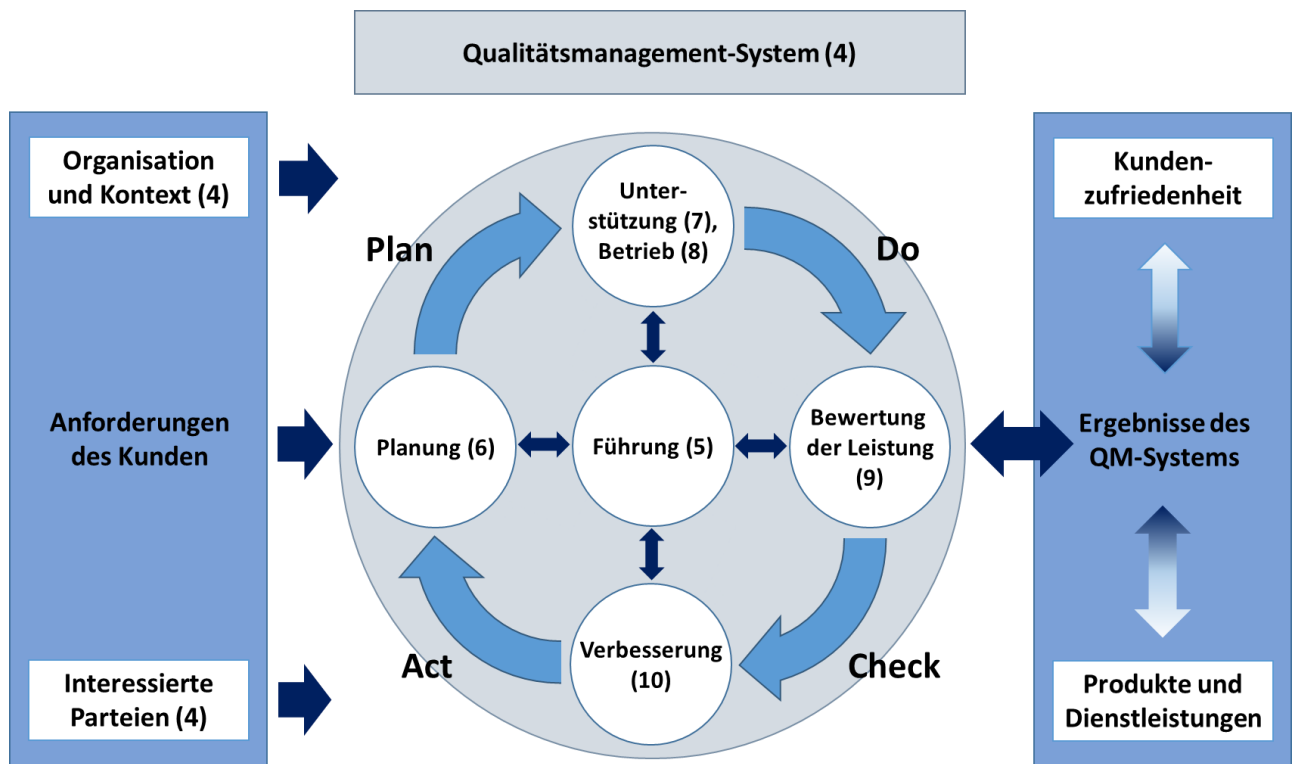 Qualitätsmanagement-System (4)
Organisation
und Kontext (4)
Anforderungen
des Kunden
Interessierte
Parteien (4)
Plan
Unter-
stützung (7),
Betrieb (8)
Do
Planung (6)
Führung (5)
Bewertung
der Leistung
(9)
Act
Verbesserung
(10)
Check
Kunden-
zufriedenheit
Ergebnisse des
QM-Systems
Produkte und
Dienstleistungen